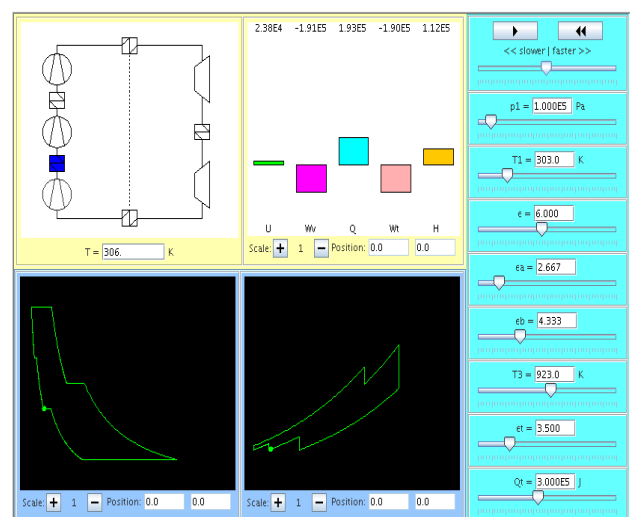 T = 306. K
2.38E4 -1.91E5 1.93E5 -1.90E5 1.12E5
U Wv Q Wt H
Scale: + 1 − Position: 0.0 0.0
<< slower | faster >>
p1 = 1.000E5 Pa
T1 = 303.0 K
e = 6.000
ea = 2.667
eb = 4.333
T3 = 923.0 K
et = 3.500
Qt = 3.000E5 J
Scale: + 1 − Position: 0.0 0.0
Scale: + 1 − Position: 0.0 0.0